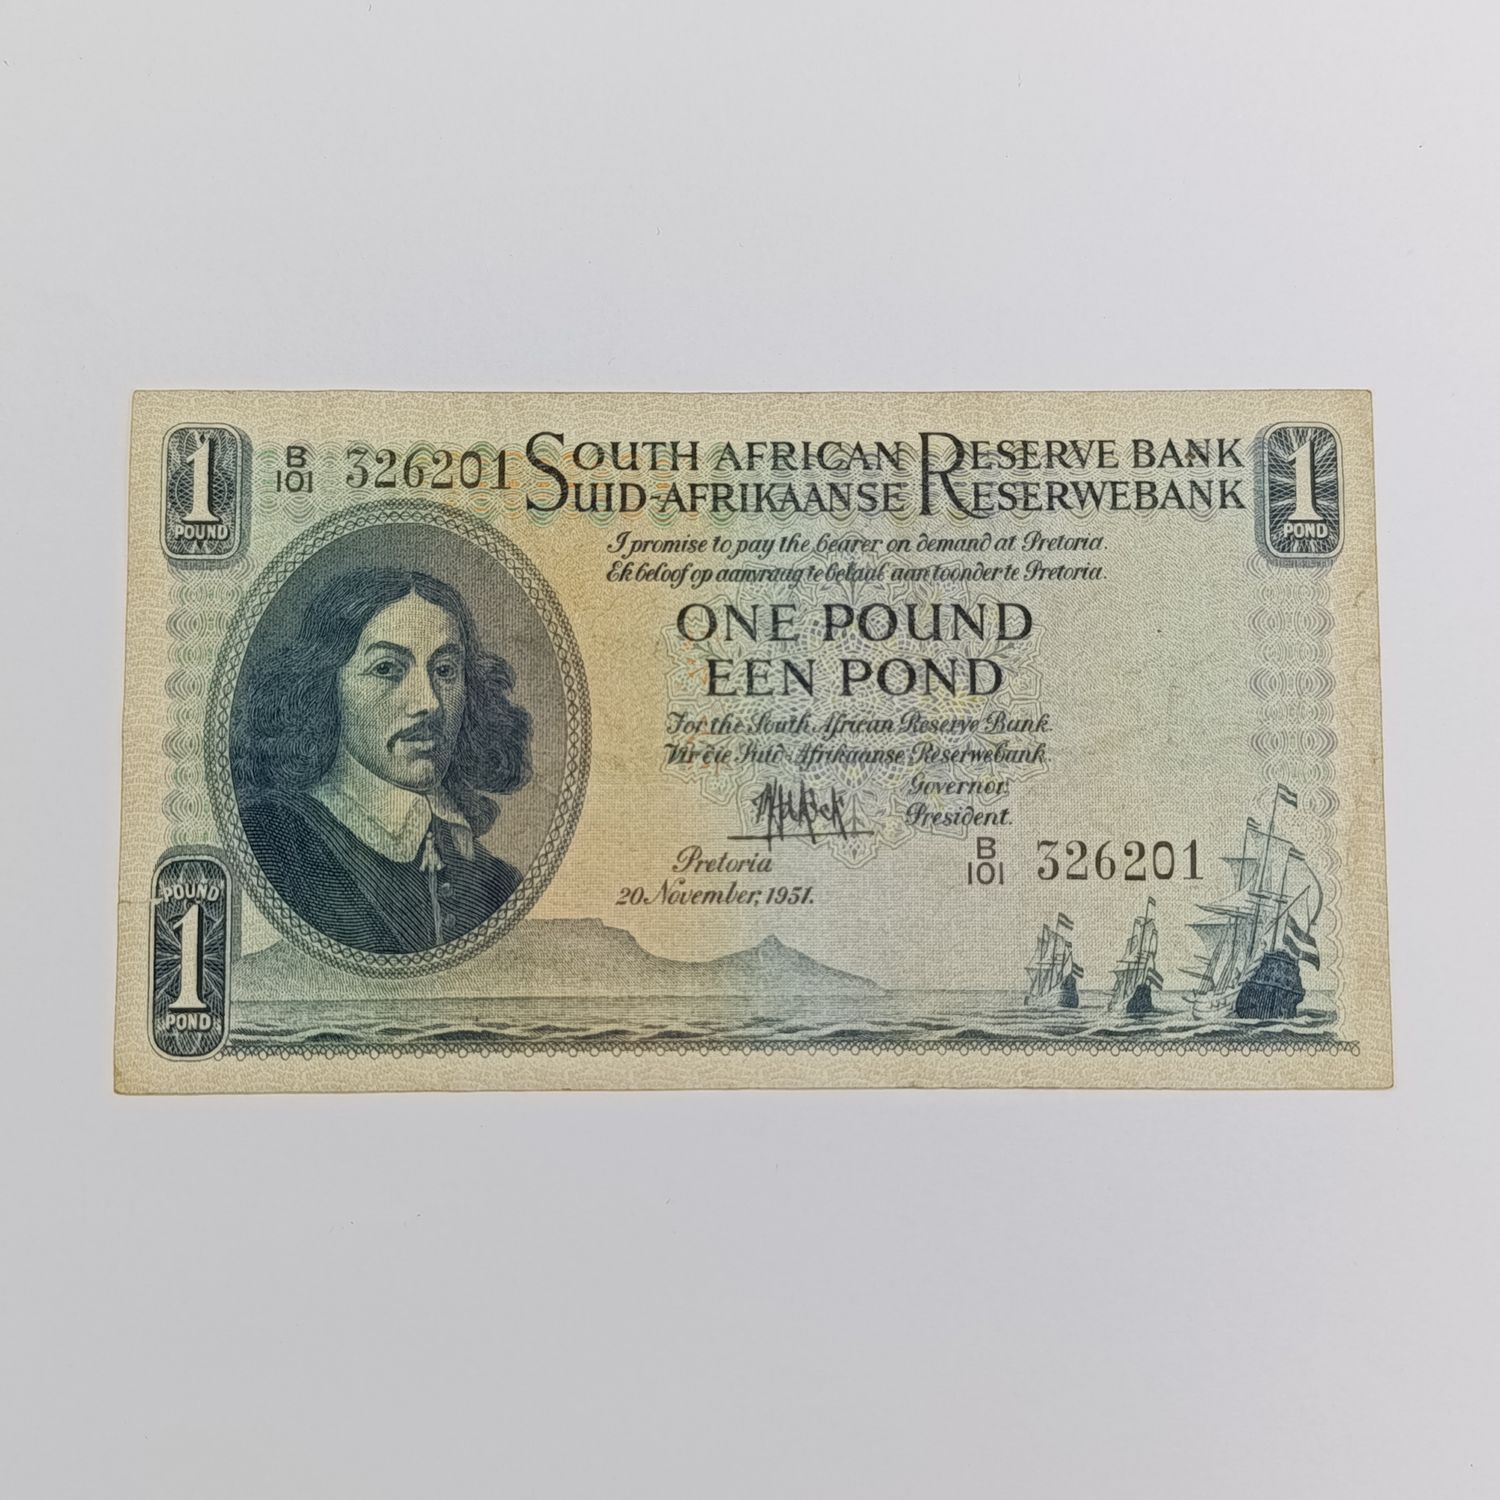 1
POUND
B
101
326201
SOUTH AFRICAN RESERVE BANK
SUID-AFRIKAANSE RESERWEBANK
1
POND
I promise to pay the bearer on demand at Pretoria.
Ek beloof op aanvraag te betaal aan toonder te Pretoria.
ONE POUND
EEN POND
For the South African Reserve Bank.
Vir die Suid-Afrikaanse Reserwebank.
Governor.
President.
Pretoria
20 November, 1951.
B
101
326201
POUND
1
POND